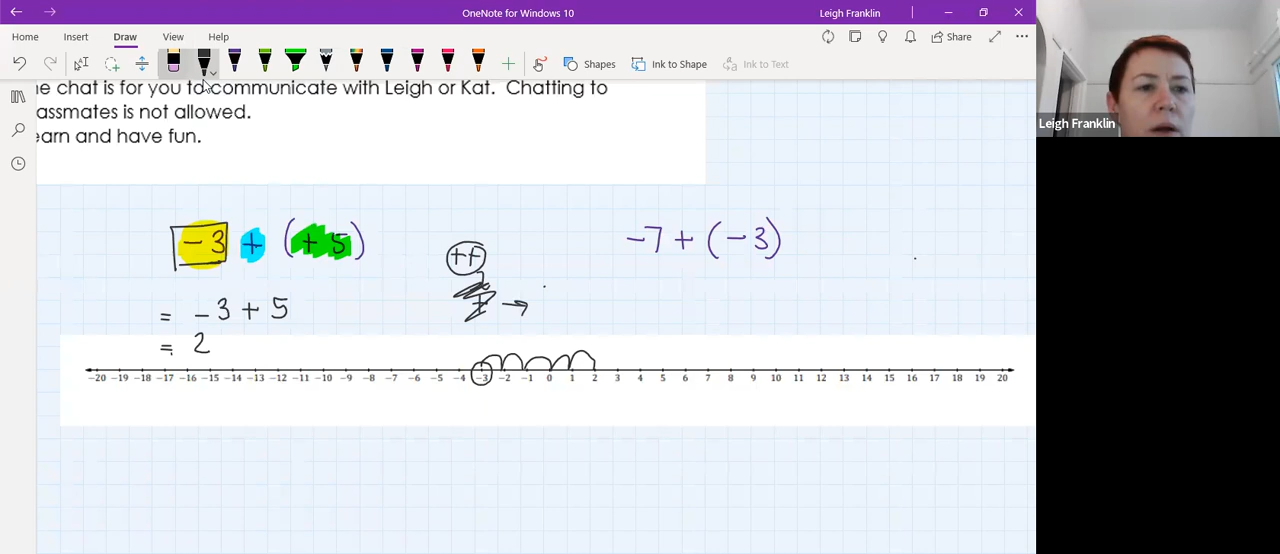 OneNote for Windows 10
Leigh Franklin
Home Insert Draw View Help
Share
Shapes Ink to Shape Ink to Text
ne chat is for you to communicate with Leigh or Kat. Chatting to
assmates is not allowed.
earn and have fun.
Leigh Franklin
-3 + (+5)
++
-7 + (-3)
= -3 + 5
= 2
-20 -19 -18 -17 -16 -15 -14 -13 -12 -11 -10 -9 -8 -7 -6 -5 -4 -3 -2 -1 0 1 2 3 4 5 6 7 8 9 10 11 12 13 14 15 16 17 18 19 20